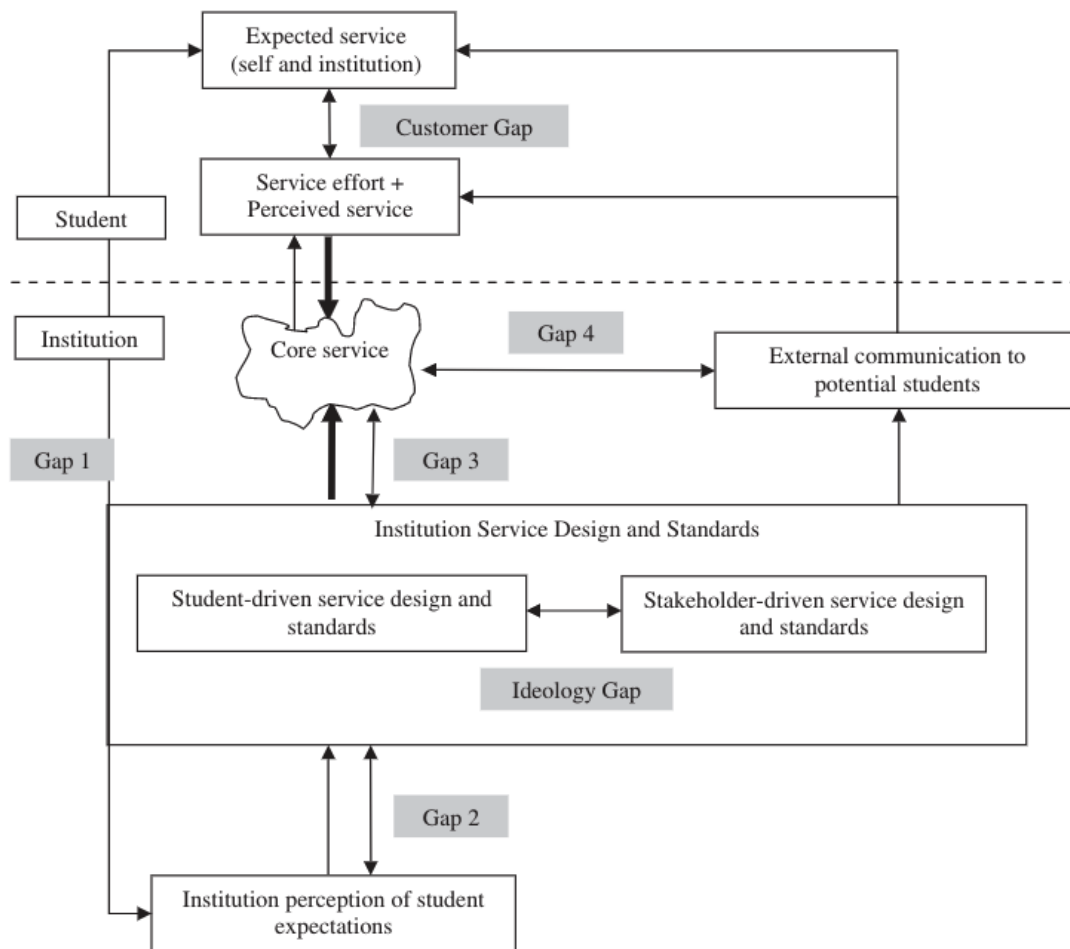 Expected service
(self and institution)
Customer Gap
Service effort +
Perceived service
Student
Institution
Core service
Gap 4
External communication to
potential students
Gap 1
Gap 3
Institution Service Design and Standards
Student-driven service design and
standards
Stakeholder-driven service design
and standards
Ideology Gap
Gap 2
Institution perception of student
expectations